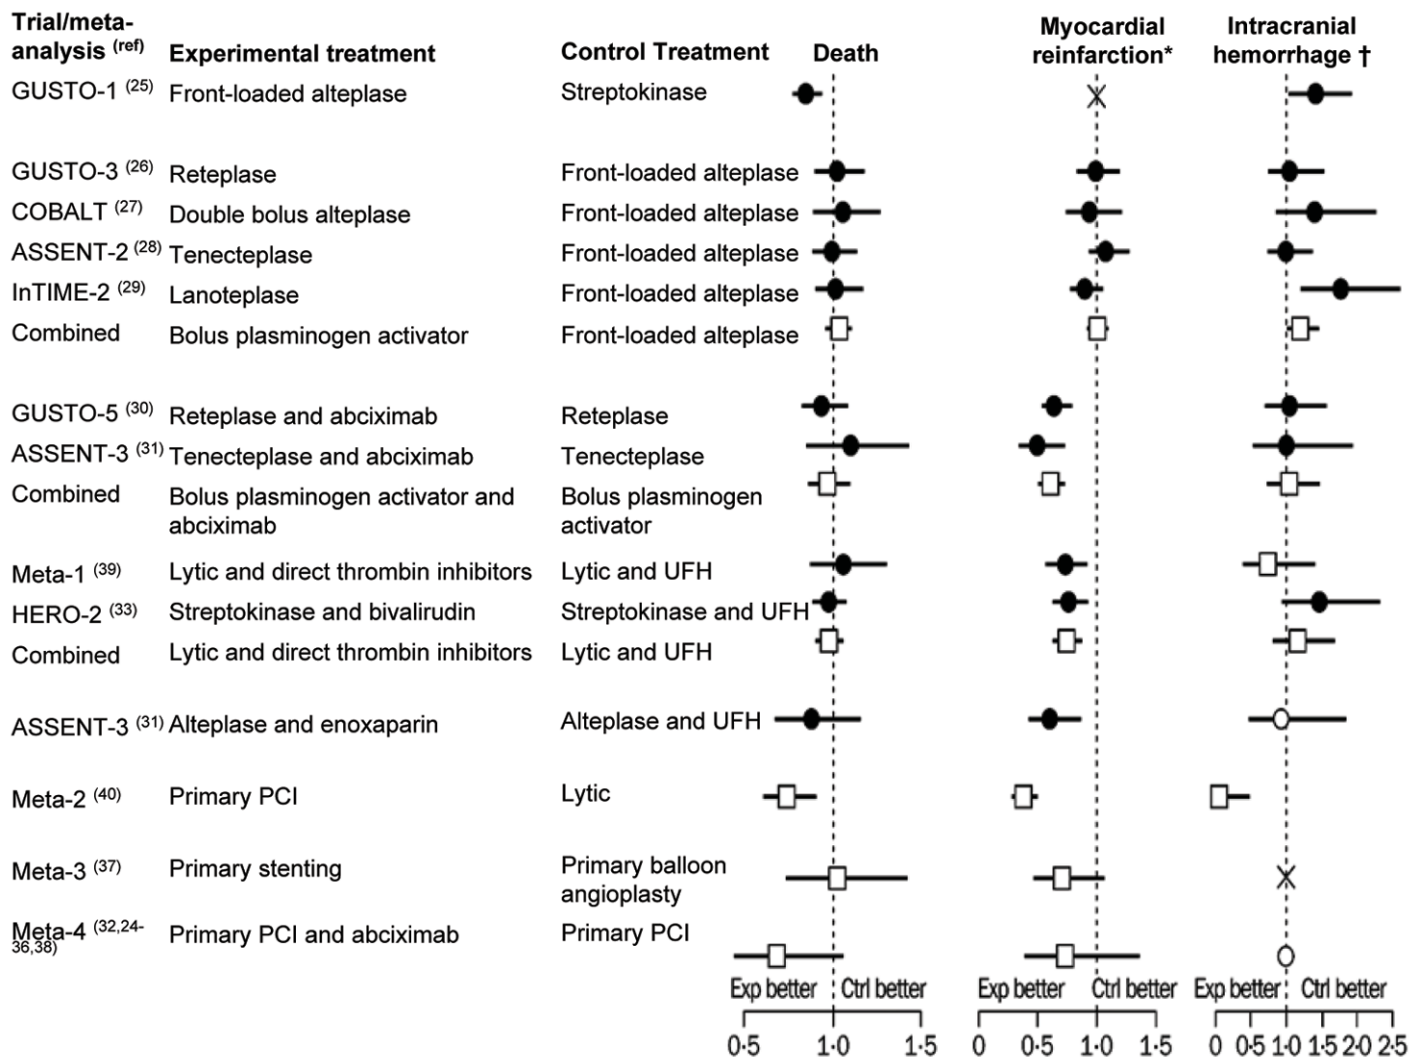 Trial/meta-
analysis (ref) Experimental treatment Control Treatment Death Myocardial reinfarction* Intracranial hemorrhage †
GUSTO-1 (25) Front-loaded alteplase Streptokinase
GUSTO-3 (26) Reteplase Front-loaded alteplase
COBALT (27) Double bolus alteplase Front-loaded alteplase
ASSENT-2 (28) Tenecteplase Front-loaded alteplase
InTIME-2 (29) Lanoteplase Front-loaded alteplase
Combined Bolus plasminogen activator Front-loaded alteplase
GUSTO-5 (30) Reteplase and abciximab Reteplase
ASSENT-3 (31) Tenecteplase and abciximab Tenecteplase
Combined Bolus plasminogen activator and Bolus plasminogen
abciximab activator
Meta-1 (39) Lytic and direct thrombin inhibitors Lytic and UFH
HERO-2 (33) Streptokinase and bivalirudin Streptokinase and UFH
Combined Lytic and direct thrombin inhibitors Lytic and UFH
ASSENT-3 (31) Alteplase and enoxaparin Alteplase and UFH
Meta-2 (40) Primary PCI Lytic
Meta-3 (37) Primary stenting Primary balloon
angioplasty
Meta-4 (32,24- Primary PCI and abciximab Primary PCI
36,38)
Exp better Ctrl better Exp better Ctrl better Exp better Ctrl better
0·5 1·0 1·5 0 0·5 1·0 1·5 0 0·5 1·0 1·5 2·0 2·5